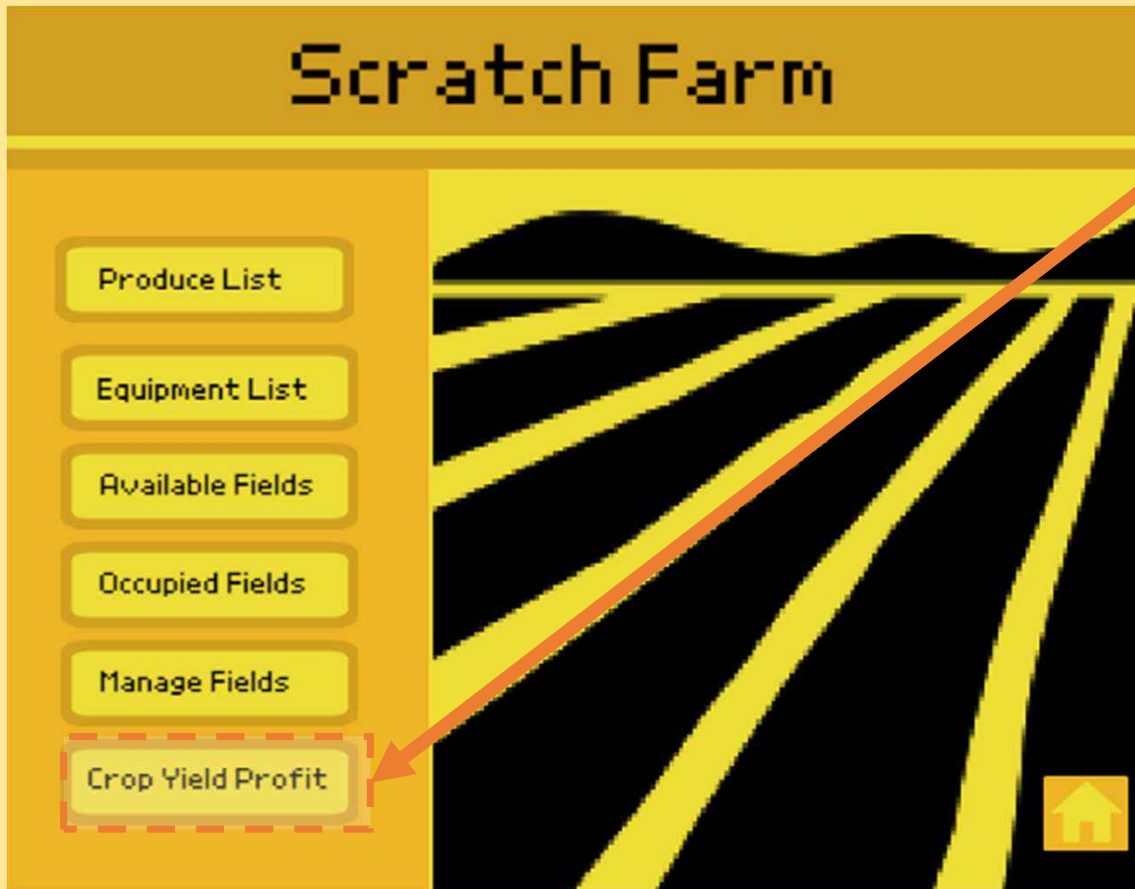 Scratch Farm
Produce List
Equipment List
Available Fields
Occupied Fields
Manage Fields
Crop Yield Profit